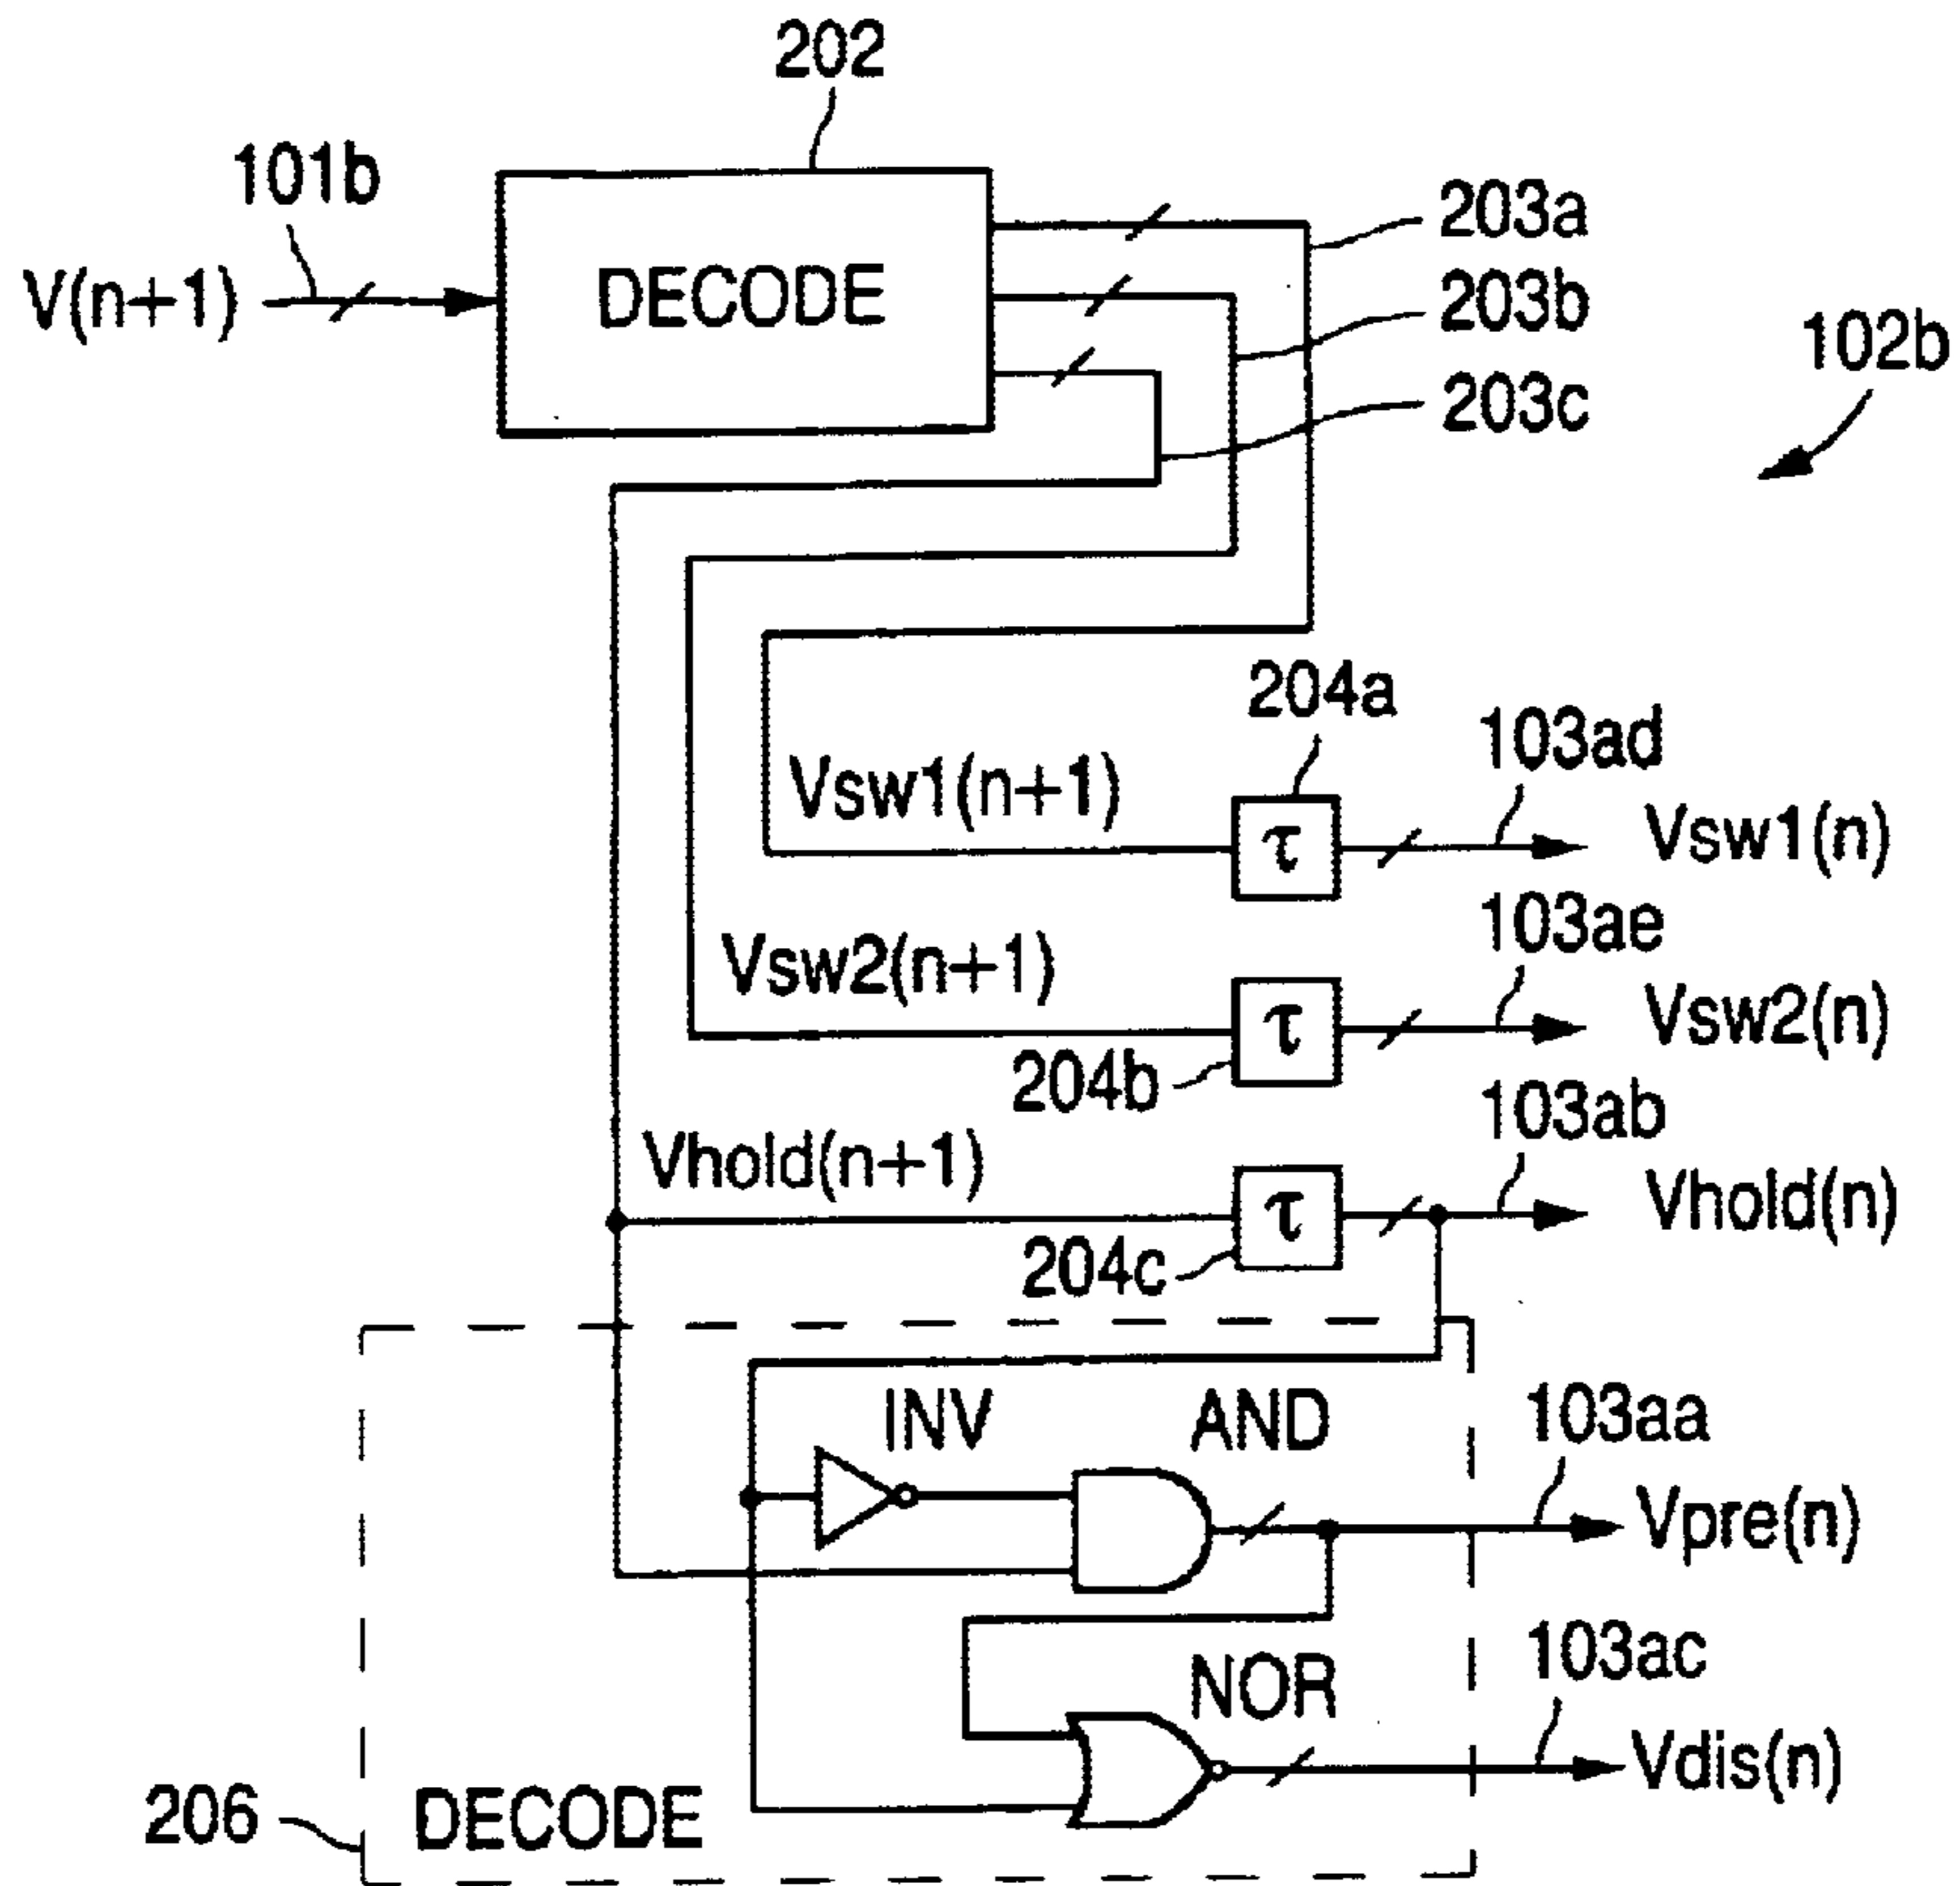 202
101b
203a
V(n+1)
DECODE
203b
102b
203c
204a
103ad
Vsw1(n+1)
τ
Vsw1(n)
103ae
Vsw2(n+1)
τ
Vsw2(n)
204b
103ab
Vhold(n+1)
τ
Vhold(n)
204c
INV
AND
103aa
Vpre(n)
103ac
NOR
Vdis(n)
206
DECODE